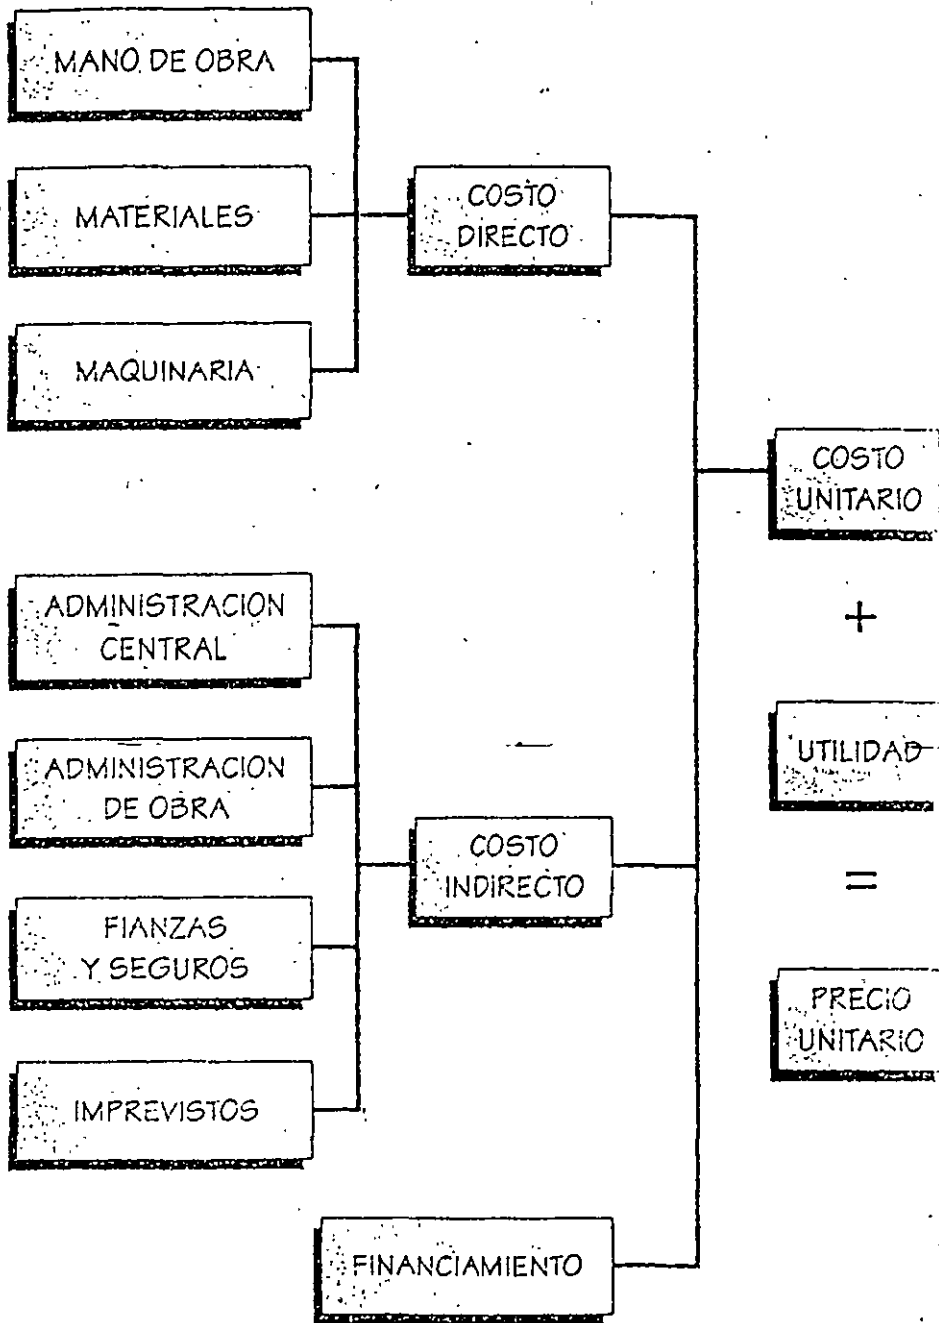 MANO DE OBRA
MATERIALES
MAQUINARIA
COSTO
DIRECTO
ADMINISTRACION
CENTRAL
ADMINISTRACION
DE OBRA
FIANZAS
Y SEGUROS
IMPREVISTOS
COSTO
INDIRECTO
FINANCIAMIENTO
COSTO
UNITARIO
+
UTILIDAD
=
PRECIO
UNITARIO